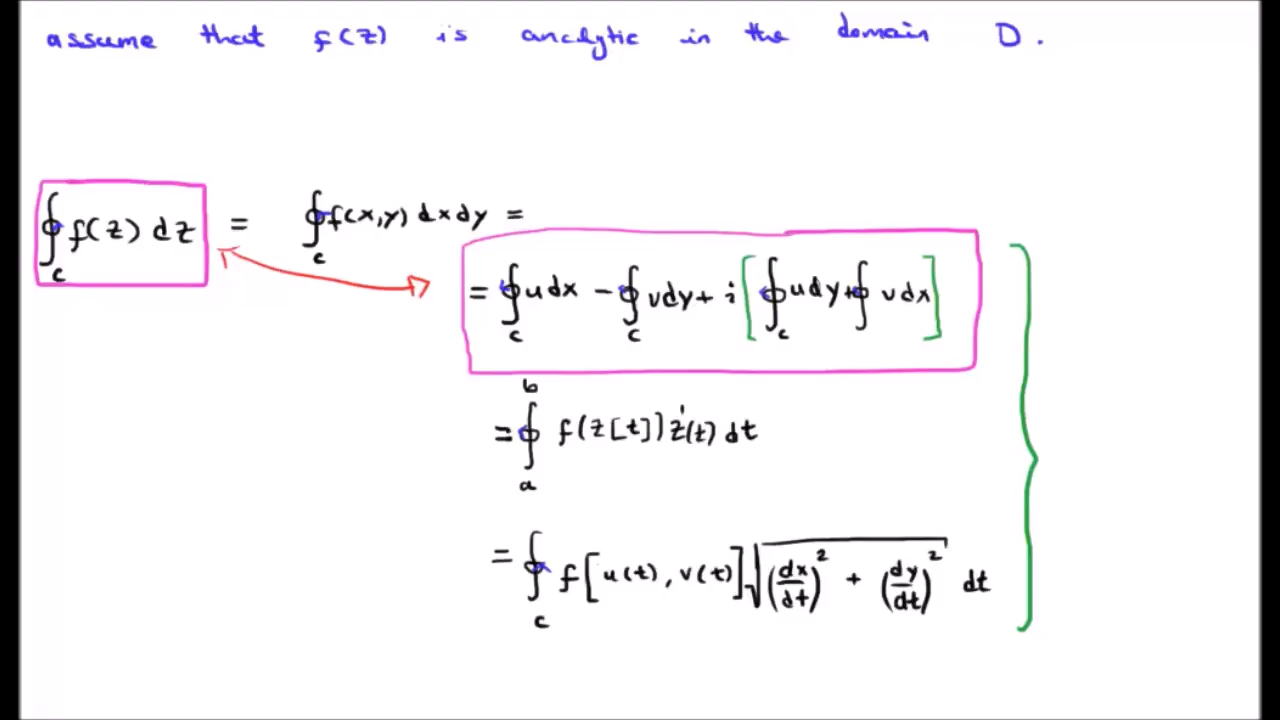 assume that f(z) is analytic in the domain D.
∮_c f(z) dz = ∮_c f(x,y) dx dy =
= ∮_c u dx − ∮_c v dy + i [ ∮_c u dy + ∮ v dx ]
= ∮_a^b f(z[t]) z'(t) dt
= ∮_c f[u(t), v(t)] √((dx/dt)² + (dy/dt)²) dt